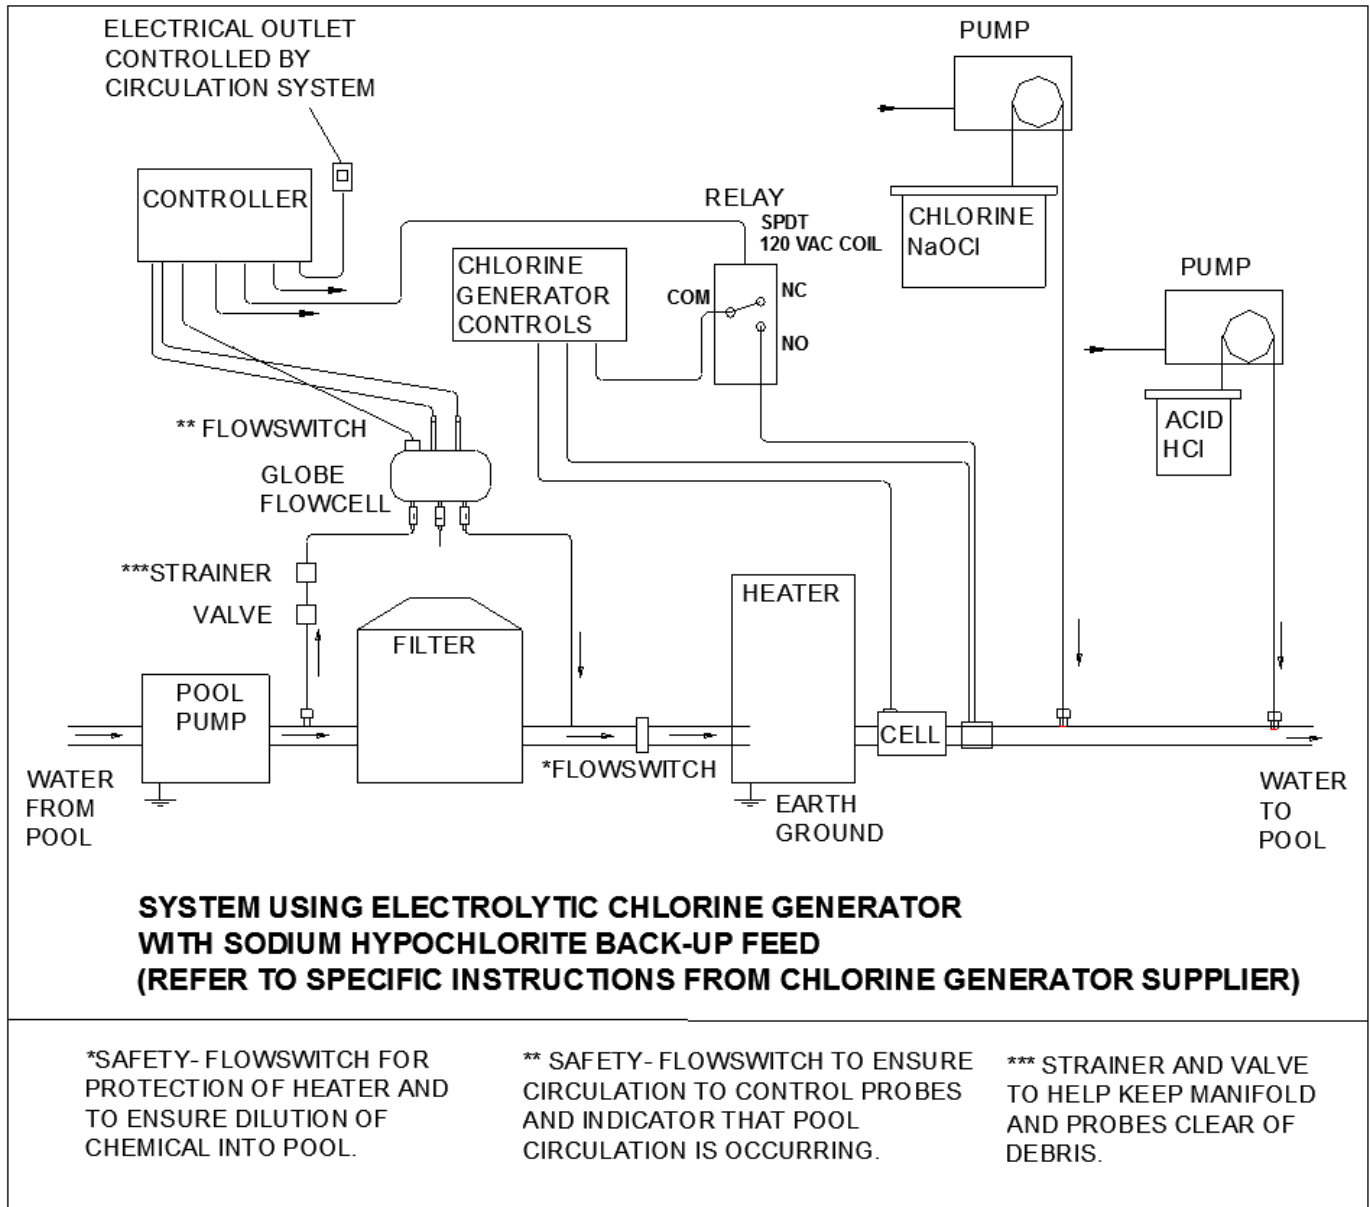 ELECTRICAL OUTLET
CONTROLLED BY
CIRCULATION SYSTEM
PUMP
CONTROLLER
RELAY
SPDT
120 VAC COIL
CHLORINE
NaOCl
CHLORINE
GENERATOR
CONTROLS
COM
NC
NO
PUMP
ACID
HCl
** FLOWSWITCH
GLOBE
FLOWCELL
***STRAINER
VALVE
FILTER
HEATER
POOL
PUMP
CELL
*FLOWSWITCH
WATER
FROM
POOL
EARTH
GROUND
WATER
TO
POOL
SYSTEM USING ELECTROLYTIC CHLORINE GENERATOR
WITH SODIUM HYPOCHLORITE BACK-UP FEED
(REFER TO SPECIFIC INSTRUCTIONS FROM CHLORINE GENERATOR SUPPLIER)
*SAFETY- FLOWSWITCH FOR
PROTECTION OF HEATER AND
TO ENSURE DILUTION OF
CHEMICAL INTO POOL.
** SAFETY- FLOWSWITCH TO ENSURE
CIRCULATION TO CONTROL PROBES
AND INDICATOR THAT POOL
CIRCULATION IS OCCURRING.
*** STRAINER AND VALVE
TO HELP KEEP MANIFOLD
AND PROBES CLEAR OF
DEBRIS.